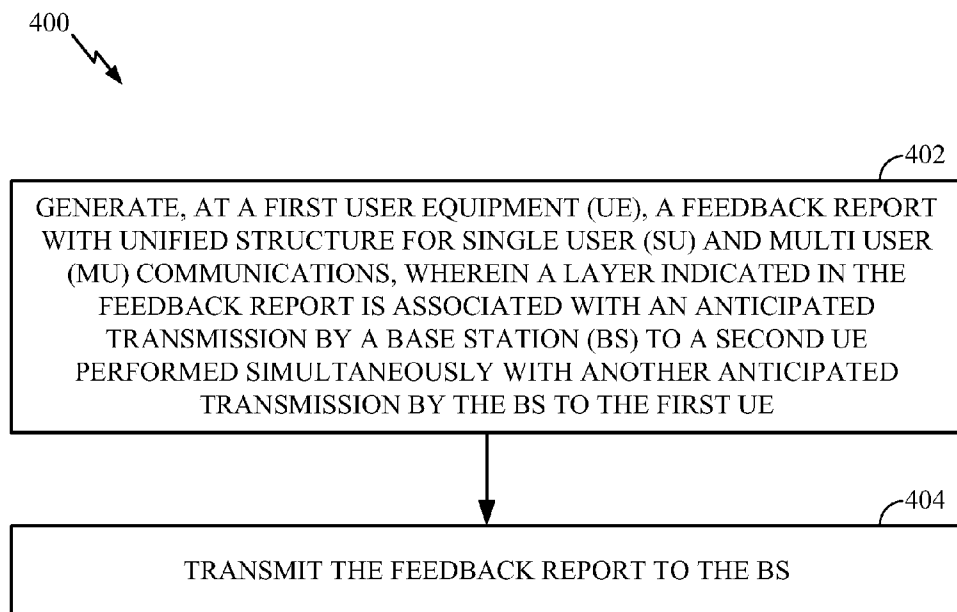 400
402
GENERATE, AT A FIRST USER EQUIPMENT (UE), A FEEDBACK REPORT
WITH UNIFIED STRUCTURE FOR SINGLE USER (SU) AND MULTI USER
(MU) COMMUNICATIONS, WHEREIN A LAYER INDICATED IN THE
FEEDBACK REPORT IS ASSOCIATED WITH AN ANTICIPATED
TRANSMISSION BY A BASE STATION (BS) TO A SECOND UE
PERFORMED SIMULTANEOUSLY WITH ANOTHER ANTICIPATED
TRANSMISSION BY THE BS TO THE FIRST UE
404
TRANSMIT THE FEEDBACK REPORT TO THE BS